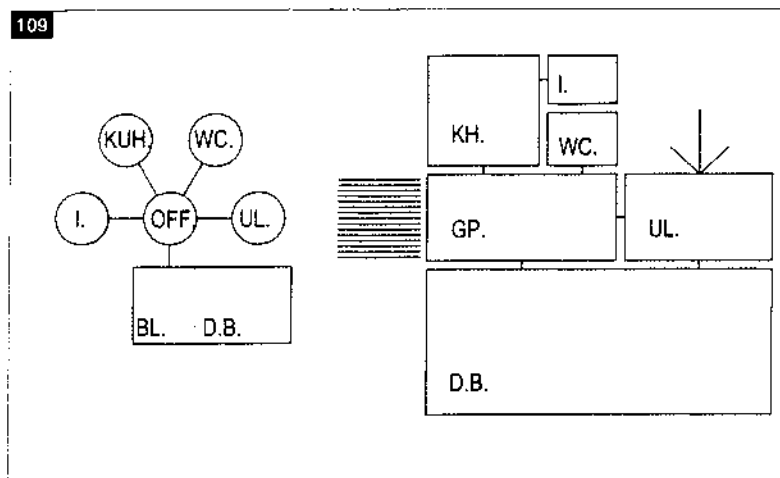 109
KUH.
WC.
I.
OFF.
UL.
BL. D.B.
I.
KH.
WC.
GP.
UL.
D.B.